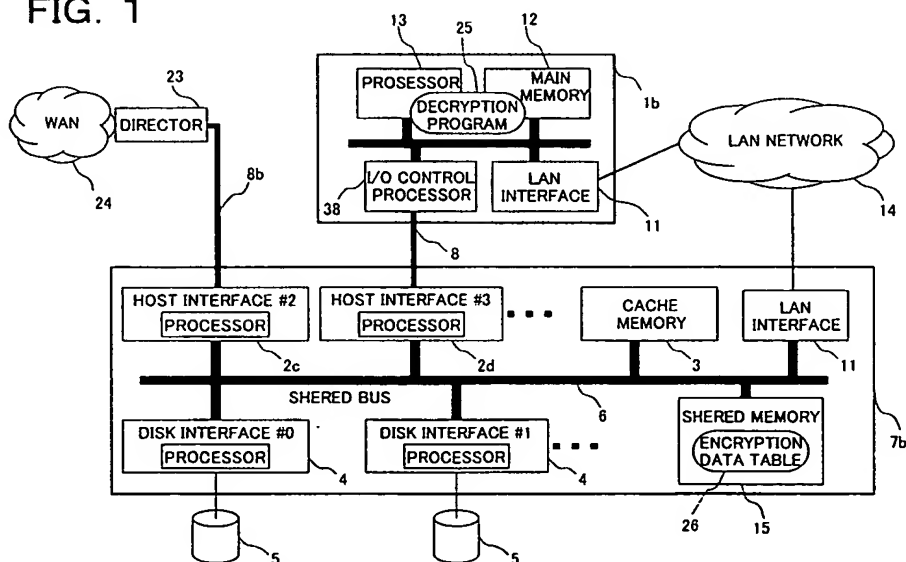 FIG. 1
13
25
12
PROSESSOR
MAIN
MEMORY
DECRYPTION
PROGRAM
1b
23
WAN
DIRECTOR
24
8b
I/O CONTROL
PROCESSOR
LAN
INTERFACE
38
11
LAN NETWORK
14
8
HOST INTERFACE #2
PROCESSOR
2c
HOST INTERFACE #3
PROCESSOR
2d
CACHE
MEMORY
3
LAN
INTERFACE
11
SHERED BUS
6
DISK INTERFACE #0
PROCESSOR
4
DISK INTERFACE #1
PROCESSOR
4
SHERED MEMORY
ENCRYPTION
DATA TABLE
7b
26
15
5
5